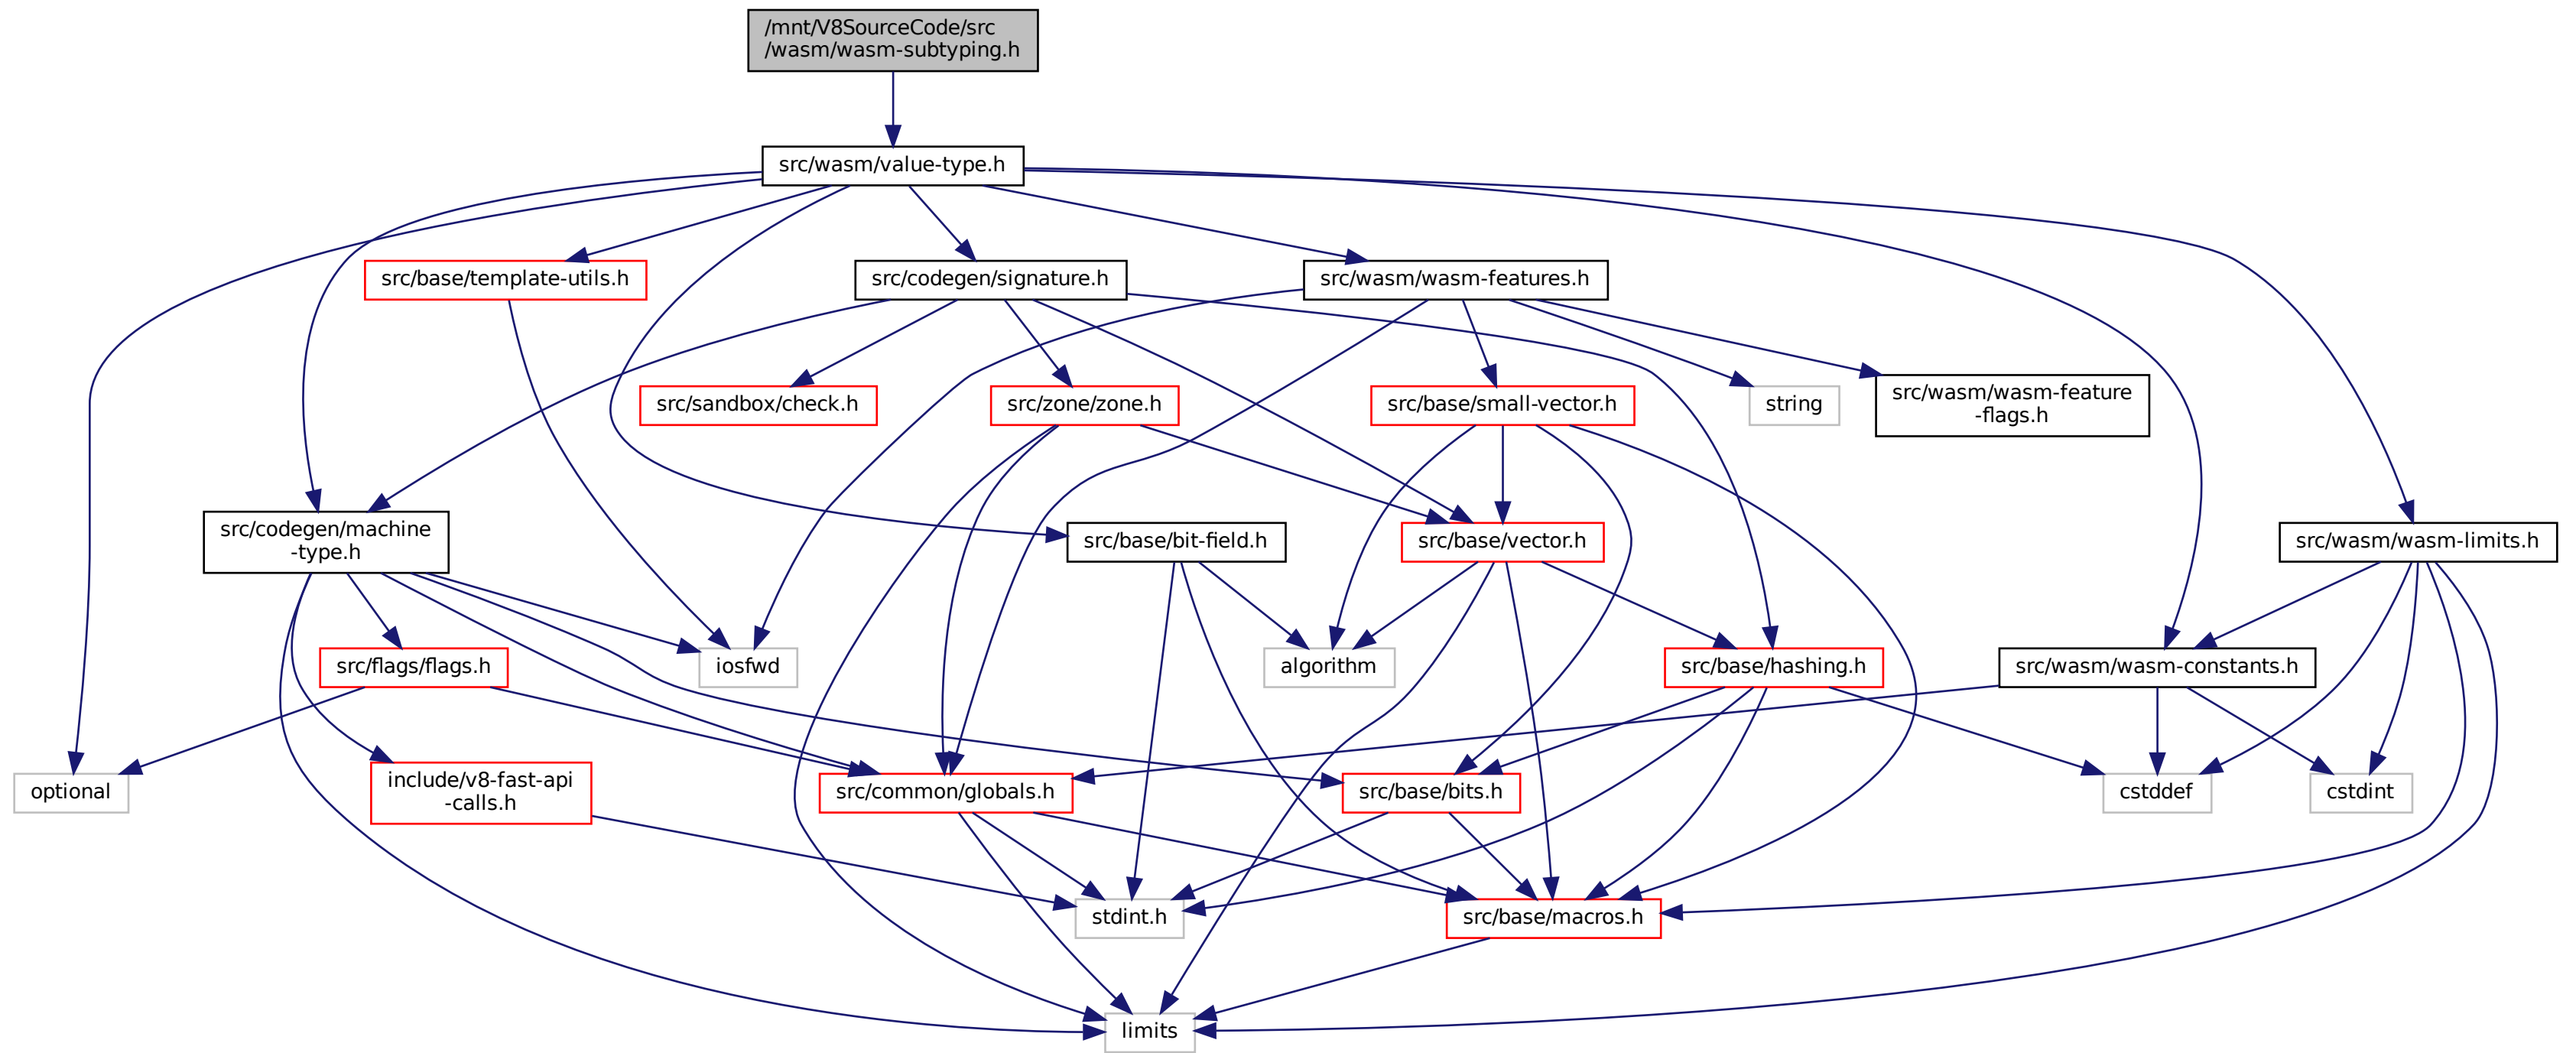 /mnt/V8SourceCode/src
/wasm/wasm-subtyping.h
src/wasm/value-type.h
src/base/template-utils.h
src/codegen/signature.h
src/wasm/wasm-features.h
src/sandbox/check.h
src/zone/zone.h
src/base/small-vector.h
string
src/wasm/wasm-feature
-flags.h
src/codegen/machine
-type.h
src/base/bit-field.h
src/base/vector.h
src/wasm/wasm-limits.h
src/flags/flags.h
iosfwd
algorithm
src/base/hashing.h
src/wasm/wasm-constants.h
optional
include/v8-fast-api
-calls.h
src/common/globals.h
src/base/bits.h
cstddef
cstdint
stdint.h
src/base/macros.h
limits